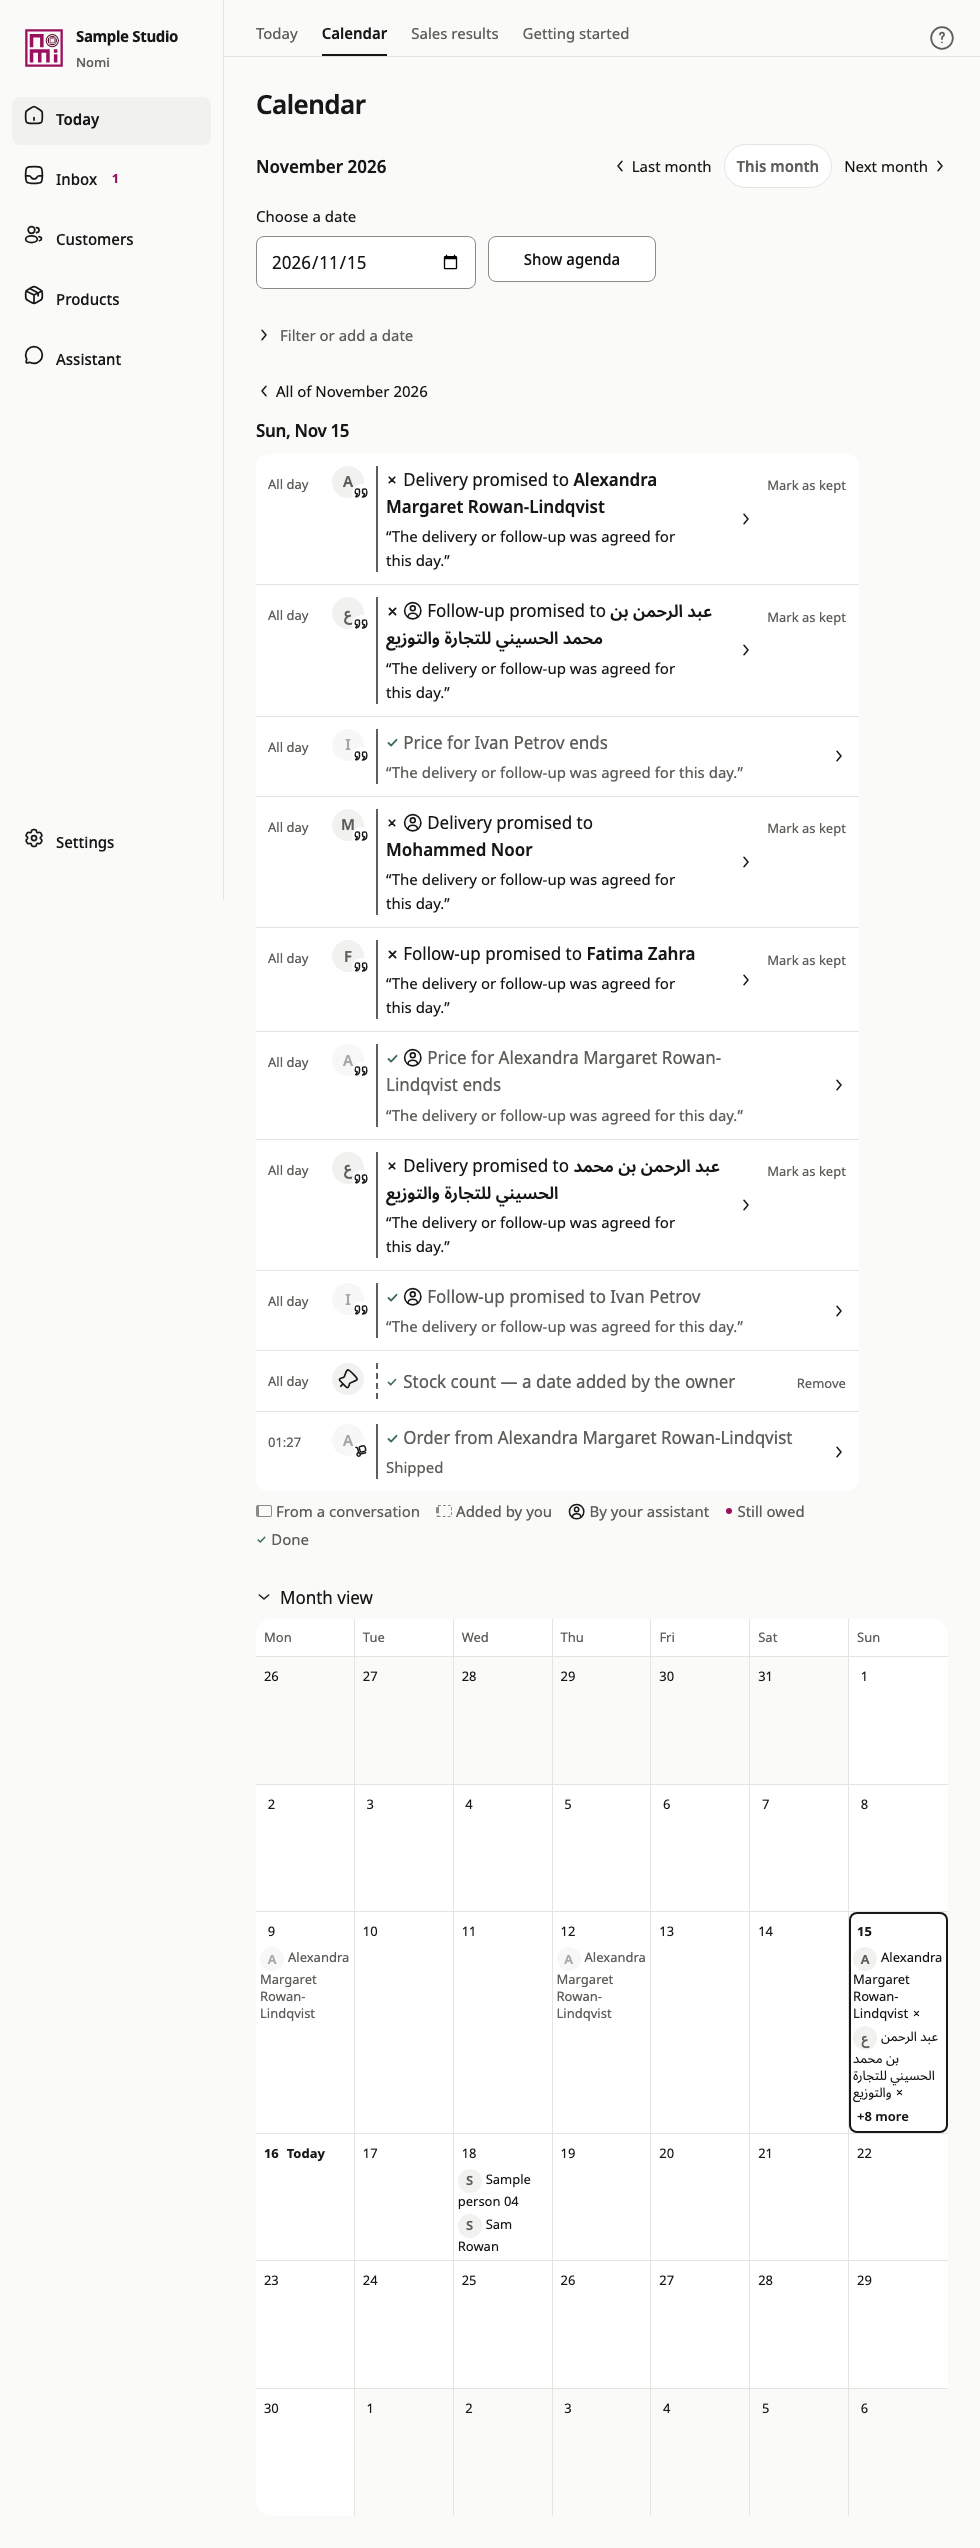 Sample Studio
Nomi
Today
Inbox 1
Customers
Products
Assistant
Settings
Today Calendar Sales results Getting started
Calendar
November 2026
Last month This month Next month
Choose a date
2026/11/15
Show agenda
Filter or add a date
All of November 2026
Sun, Nov 15
All day A × Delivery promised to Alexandra Mark as kept
Margaret Rowan-Lindqvist
“The delivery or follow-up was agreed for
this day.”
All day ع × Follow-up promised to عبد الرحمن بن Mark as kept
محمد الحسيني للتجارة والتوزيع
“The delivery or follow-up was agreed for
this day.”
All day I ✓ Price for Ivan Petrov ends
“The delivery or follow-up was agreed for this day.”
All day M × Delivery promised to Mark as kept
Mohammed Noor
“The delivery or follow-up was agreed for
this day.”
All day F × Follow-up promised to Fatima Zahra Mark as kept
“The delivery or follow-up was agreed for
this day.”
All day A ✓ Price for Alexandra Margaret Rowan-
Lindqvist ends
“The delivery or follow-up was agreed for this day.”
All day ع × Delivery promised to عبد الرحمن بن محمد Mark as kept
الحسيني للتجارة والتوزيع
“The delivery or follow-up was agreed for
this day.”
All day I ✓ Follow-up promised to Ivan Petrov
“The delivery or follow-up was agreed for this day.”
All day ✓ Stock count — a date added by the owner Remove
01:27 A ✓ Order from Alexandra Margaret Rowan-Lindqvist
Shipped
From a conversation Added by you By your assistant Still owed
✓ Done
Month view
Mon Tue Wed Thu Fri Sat Sun
26 27 28 29 30 31 1
2 3 4 5 6 7 8
9 10 11 12 13 14 15
A Alexandra
Margaret
Rowan-
Lindqvist
A Alexandra
Margaret
Rowan-
Lindqvist
A Alexandra
Margaret
Rowan-
Lindqvist ×
ع عبد الرحمن
بن محمد
الحسيني للتجارة
والتوزيع ×
+8 more
16 Today 17 18 19 20 21 22
S Sample
person 04
S Sam
Rowan
23 24 25 26 27 28 29
30 1 2 3 4 5 6